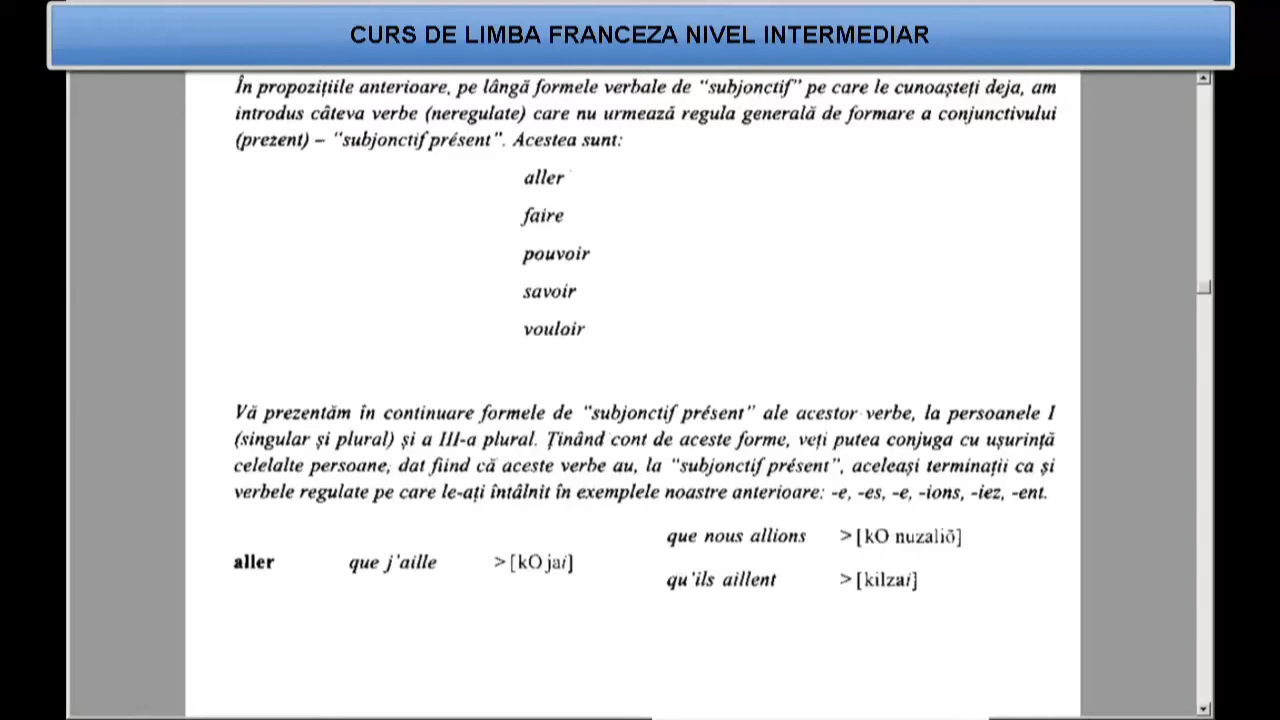 CURS DE LIMBA FRANCEZA NIVEL INTERMEDIAR
În propozițiile anterioare, pe lângă formele verbale de “subjonctif” pe care le cunoașteți deja, am
introdus câteva verbe (neregulate) care nu urmează regula generală de formare a conjunctivului
(prezent) – “subjonctif présent”. Acestea sunt:
aller
faire
pouvoir
savoir
vouloir
Vă prezentăm în continuare formele de “subjonctif présent” ale acestor verbe, la persoanele I
(singular și plural) și a III-a plural. Ținând cont de aceste forme, veți putea conjuga cu ușurință
celelalte persoane, dat fiind că aceste verbe au, la “subjonctif présent”, aceleași terminații ca și
verbele regulate pe care le-ați întâlnit în exemplele noastre anterioare: -e, -es, -e, -ions, -iez, -ent.
que nous allions >[kO nuzaliõ]
aller que j'aille >[kO jai]
qu'ils aillent >[kilzai]